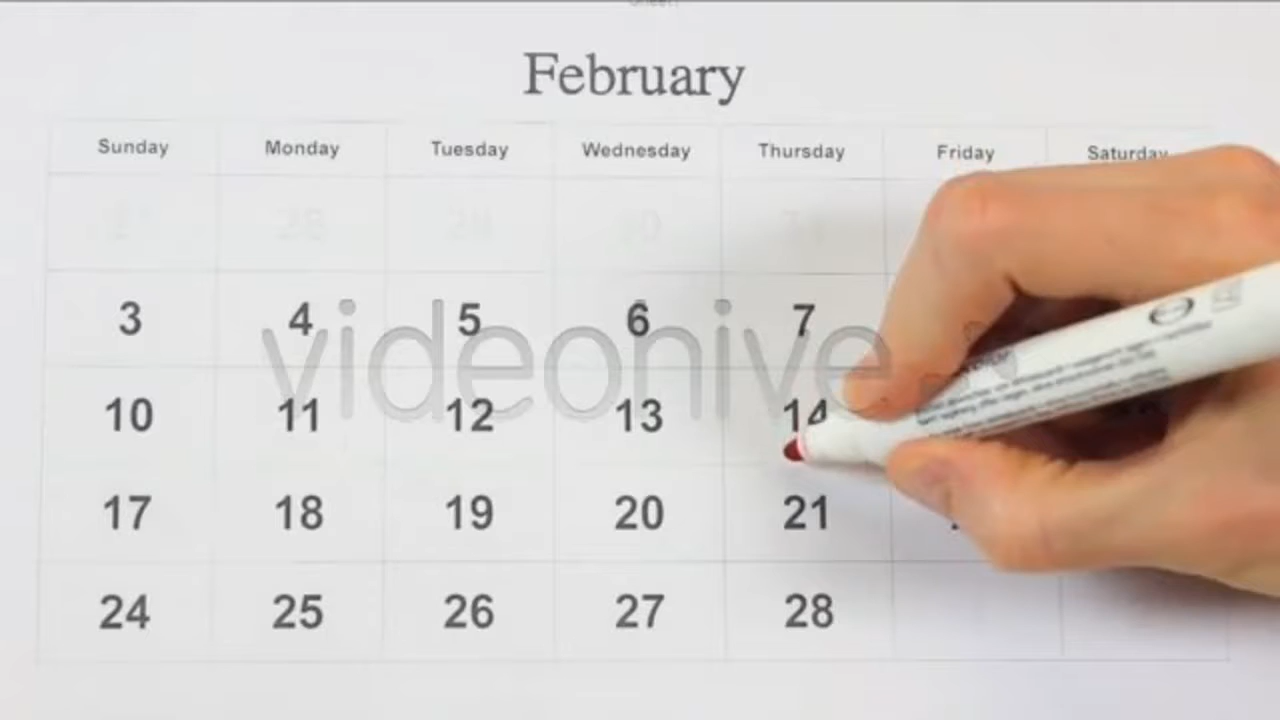 February
Sunday Monday Tuesday Wednesday Thursday Friday Saturday
3 4 5 6 7
10 11 12 13 14
17 18 19 20 21
24 25 26 27 28
videohive